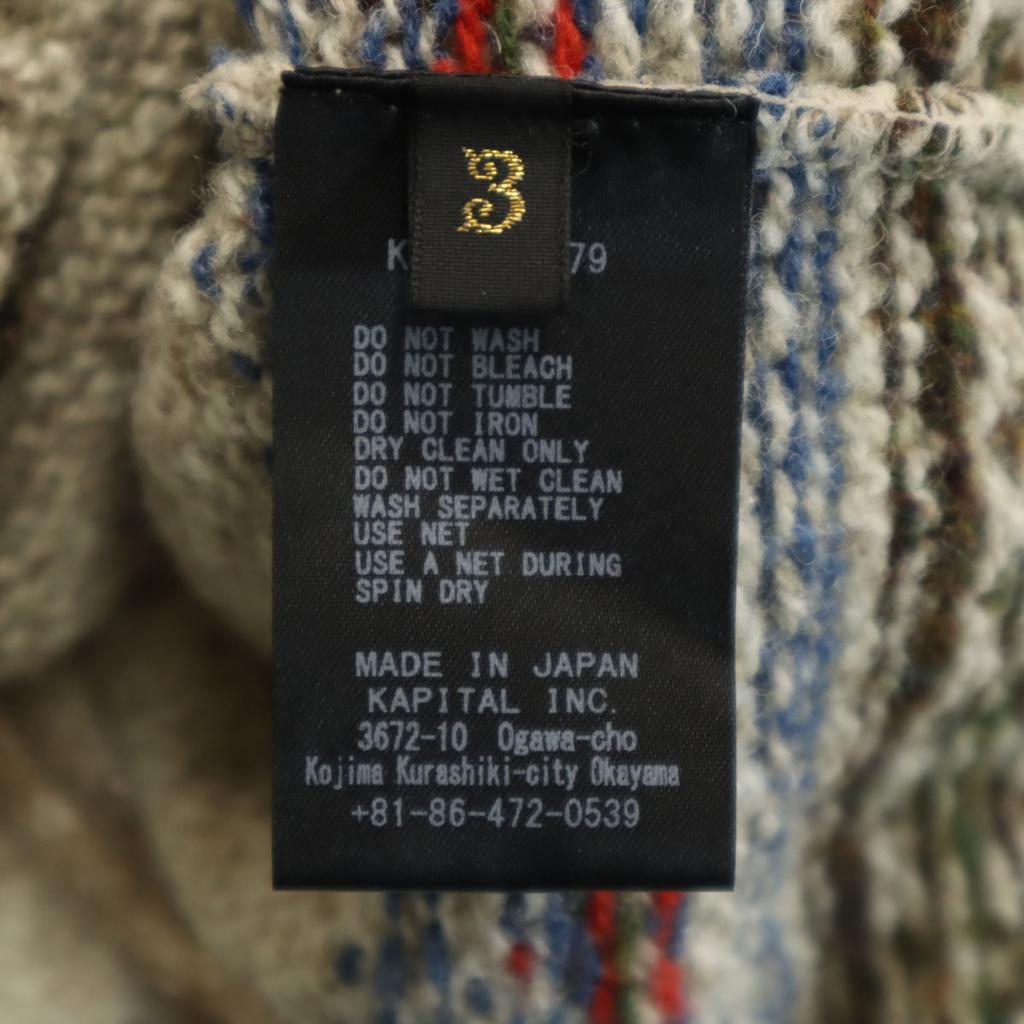 3
DO NOT WASH
DO NOT BLEACH
DO NOT TUMBLE
DO NOT IRON
DRY CLEAN ONLY
DO NOT WET CLEAN
WASH SEPARATELY
USE NET
USE A NET DURING
SPIN DRY
MADE IN JAPAN
KAPITAL INC.
3672-10 Ogawa-cho
Kojima Kurashiki-city Okayama
+81-86-472-0539